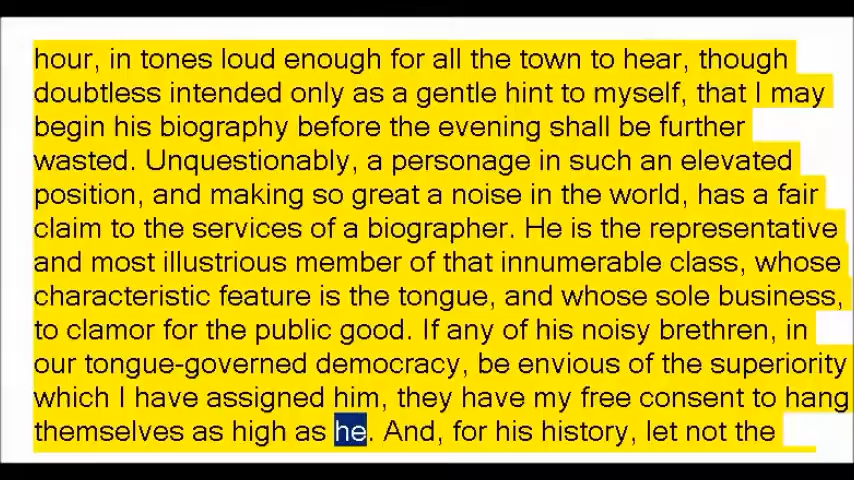 hour, in tones loud enough for all the town to hear, though
doubtless intended only as a gentle hint to myself, that I may
begin his biography before the evening shall be further
wasted. Unquestionably, a personage in such an elevated
position, and making so great a noise in the world, has a fair
claim to the services of a biographer. He is the representative
and most illustrious member of that innumerable class, whose
characteristic feature is the tongue, and whose sole business,
to clamor for the public good. If any of his noisy brethren, in
our tongue-governed democracy, be envious of the superiority
which I have assigned him, they have my free consent to hang
themselves as high as he. And, for his history, let not the